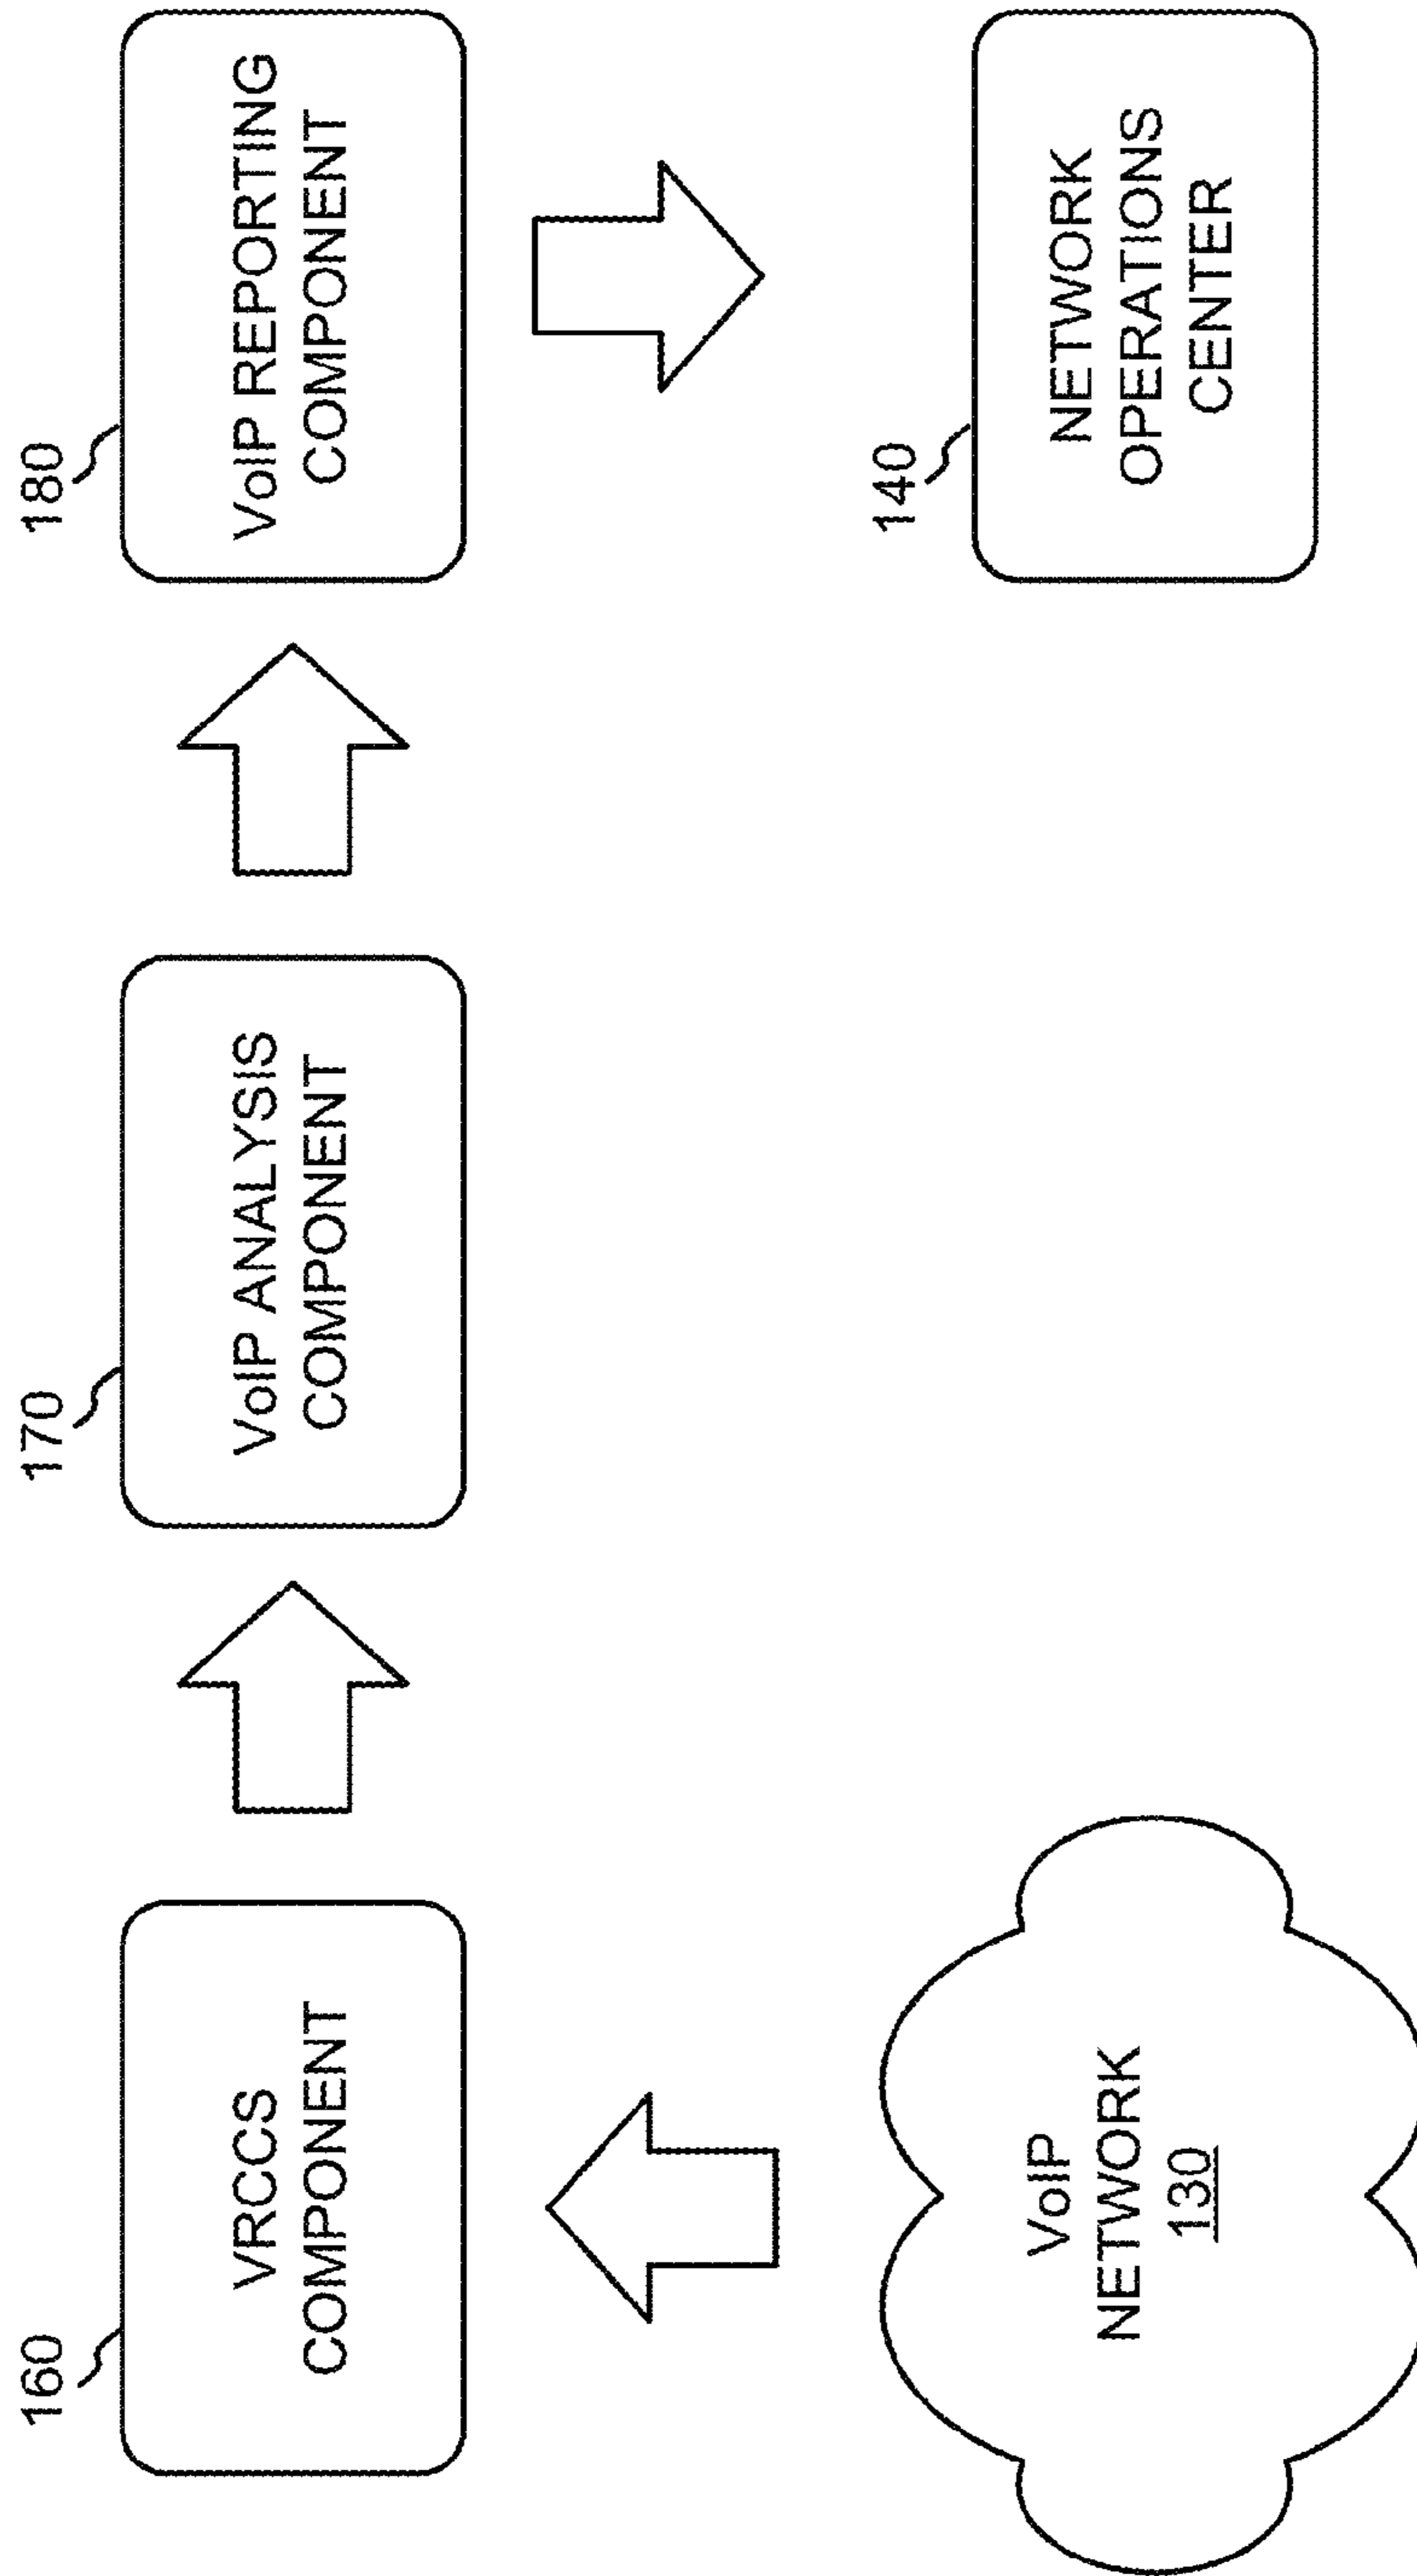 160
VRCCS
COMPONENT
170
VoIP ANALYSIS
COMPONENT
180
VoIP REPORTING
COMPONENT
VoIP
NETWORK
130
140
NETWORK
OPERATIONS
CENTER